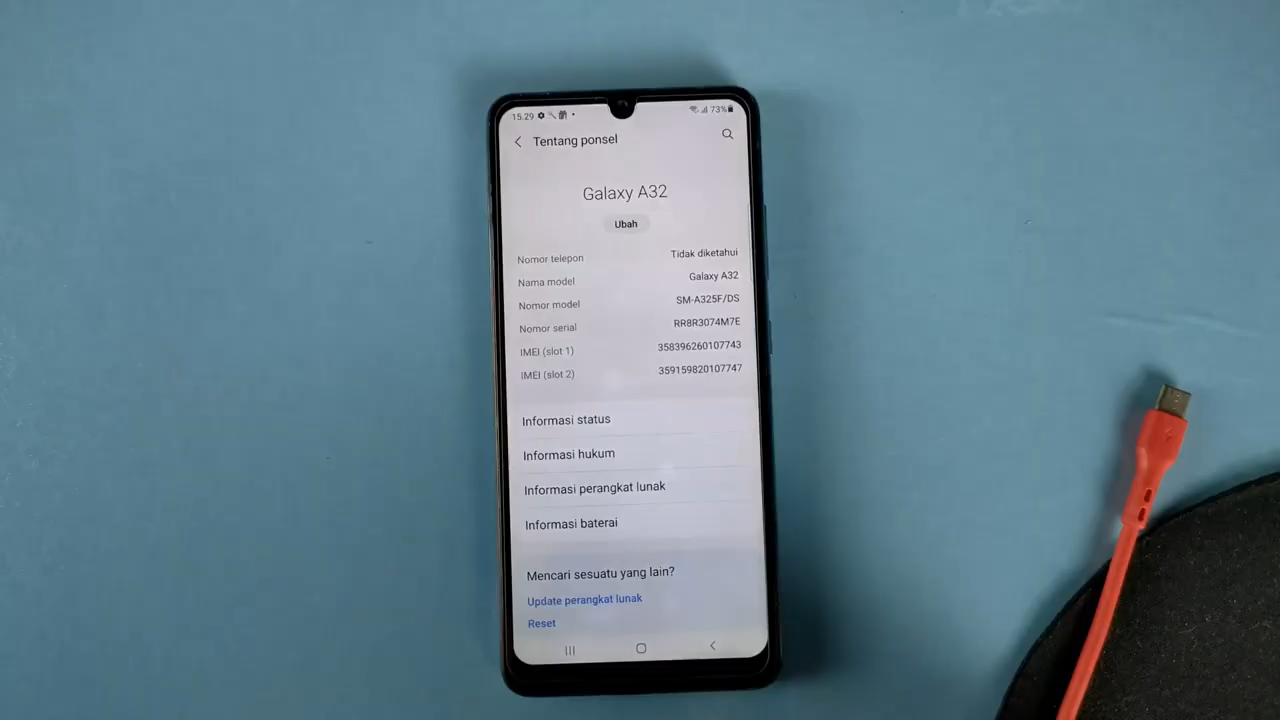 15.29 73%
Tentang ponsel
Galaxy A32
Ubah
Nomor telepon Tidak diketahui
Nama model Galaxy A32
Nomor model SM-A325F/DS
Nomor serial RR8R3074M7E
IMEI (slot 1) 358396260107743
IMEI (slot 2) 359159820107747
Informasi status
Informasi hukum
Informasi perangkat lunak
Informasi baterai
Mencari sesuatu yang lain?
Update perangkat lunak
Reset